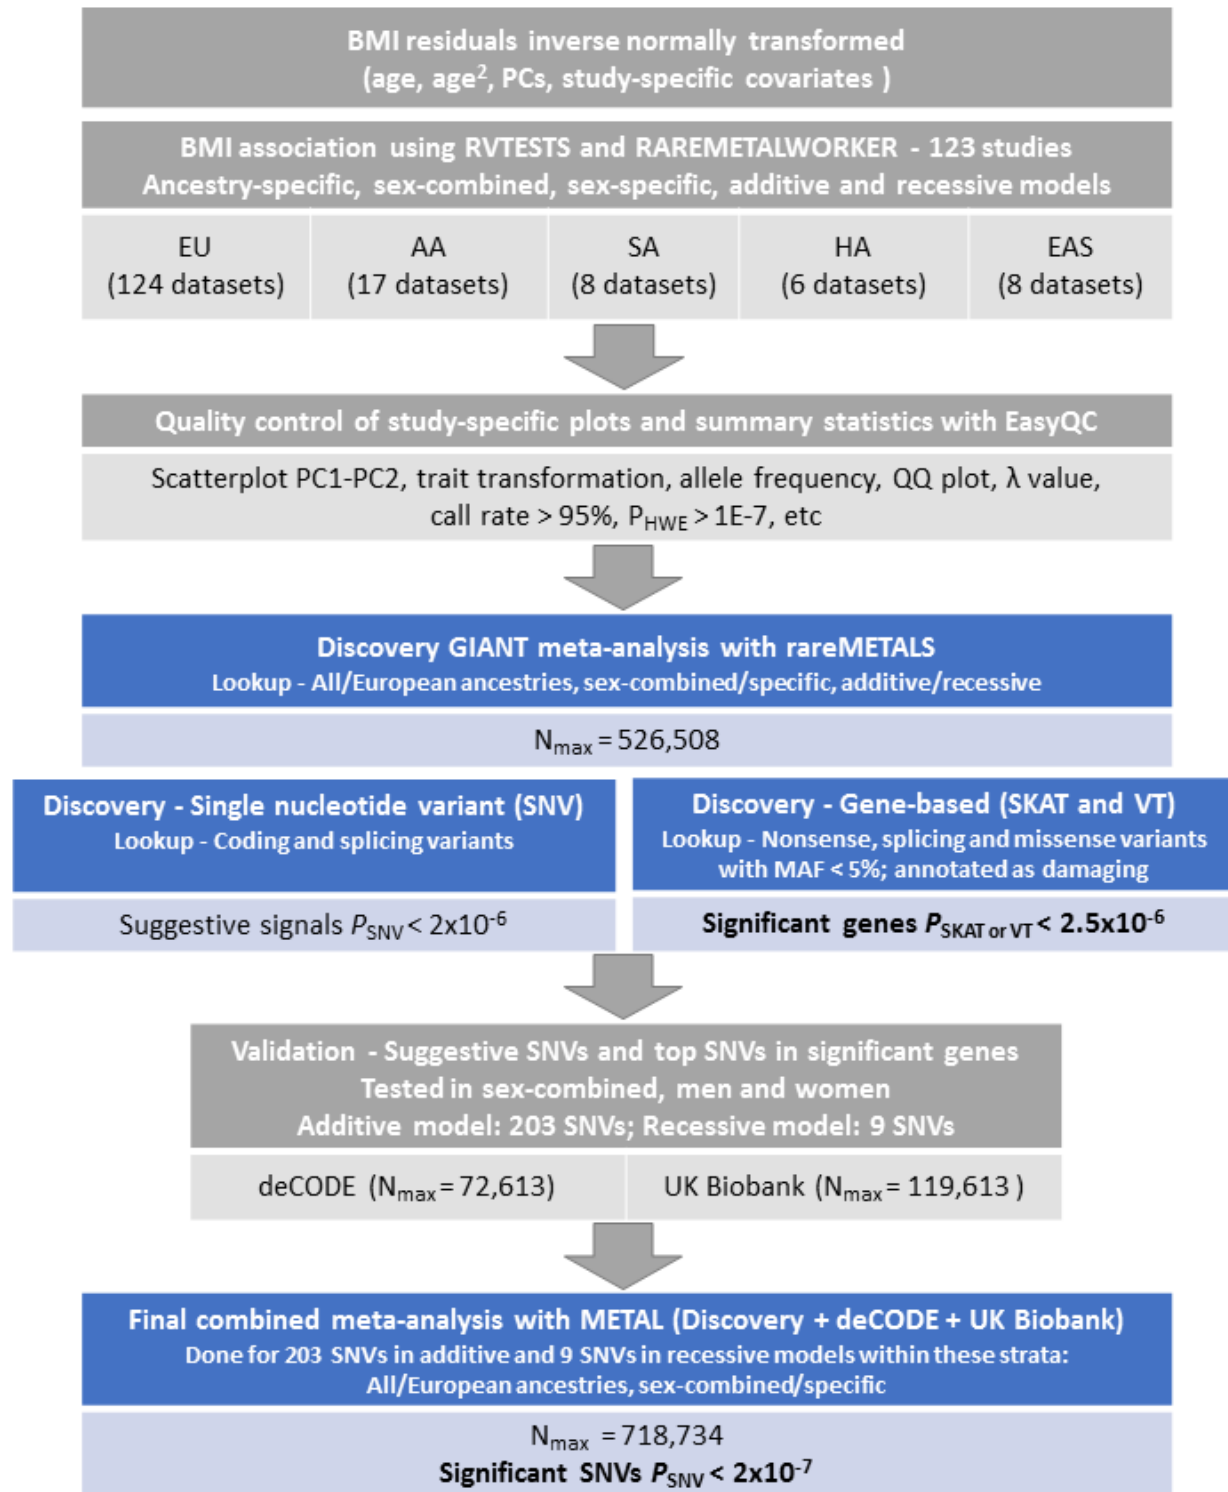 BMI residuals inverse normally transformed
(age, age², PCs, study-specific covariates )
BMI association using RVTESTS and RAREMETALWORKER - 123 studies
Ancestry-specific, sex-combined, sex-specific, additive and recessive models
EU
(124 datasets)
AA
(17 datasets)
SA
(8 datasets)
HA
(6 datasets)
EAS
(8 datasets)
Quality control of study-specific plots and summary statistics with EasyQC
Scatterplot PC1-PC2, trait transformation, allele frequency, QQ plot, λ value,
call rate > 95%, P_HWE > 1E-7, etc
Discovery GIANT meta-analysis with rareMETALS
Lookup - All/European ancestries, sex-combined/specific, additive/recessive
N_max = 526,508
Discovery - Single nucleotide variant (SNV)
Lookup - Coding and splicing variants
Suggestive signals P_SNV < 2x10⁻⁶
Discovery - Gene-based (SKAT and VT)
Lookup - Nonsense, splicing and missense variants
with MAF < 5%; annotated as damaging
Significant genes P_SKAT or VT < 2.5x10⁻⁶
Validation - Suggestive SNVs and top SNVs in significant genes
Tested in sex-combined, men and women
Additive model: 203 SNVs; Recessive model: 9 SNVs
deCODE (N_max = 72,613)
UK Biobank (N_max = 119,613 )
Final combined meta-analysis with METAL (Discovery + deCODE + UK Biobank)
Done for 203 SNVs in additive and 9 SNVs in recessive models within these strata:
All/European ancestries, sex-combined/specific
N_max = 718,734
Significant SNVs P_SNV < 2x10⁻⁷